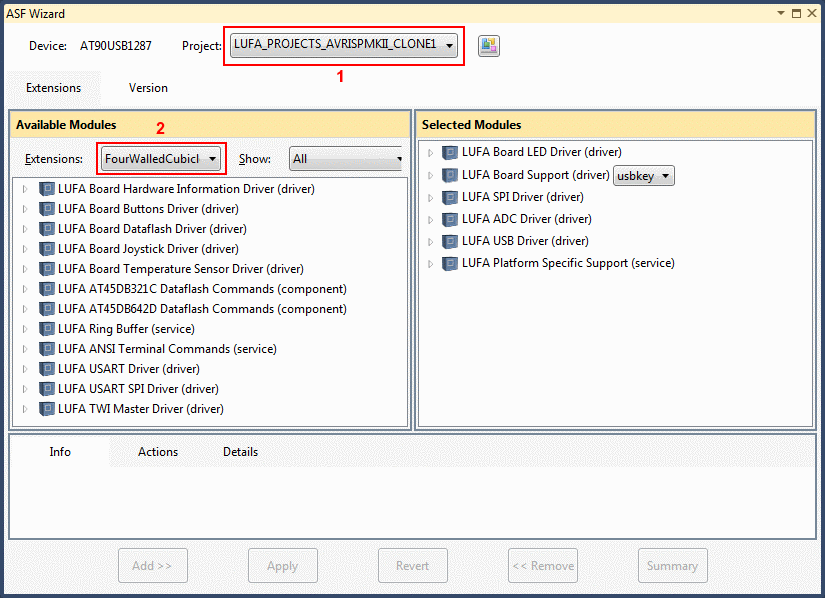 ASF Wizard
Device: AT90USB1287 Project: LUFA_PROJECTS_AVRISPMKII_CLONE1
1
Extensions Version
Available Modules
2
Extensions: FourWalledCubicl Show: All
LUFA Board Hardware Information Driver (driver)
LUFA Board Buttons Driver (driver)
LUFA Board Dataflash Driver (driver)
LUFA Board Joystick Driver (driver)
LUFA Board Temperature Sensor Driver (driver)
LUFA AT45DB321C Dataflash Commands (component)
LUFA AT45DB642D Dataflash Commands (component)
LUFA Ring Buffer (service)
LUFA ANSI Terminal Commands (service)
LUFA USART Driver (driver)
LUFA USART SPI Driver (driver)
LUFA TWI Master Driver (driver)
Selected Modules
LUFA Board LED Driver (driver)
LUFA Board Support (driver) usbkey
LUFA SPI Driver (driver)
LUFA ADC Driver (driver)
LUFA USB Driver (driver)
LUFA Platform Specific Support (service)
Info Actions Details
Add >> Apply Revert << Remove Summary